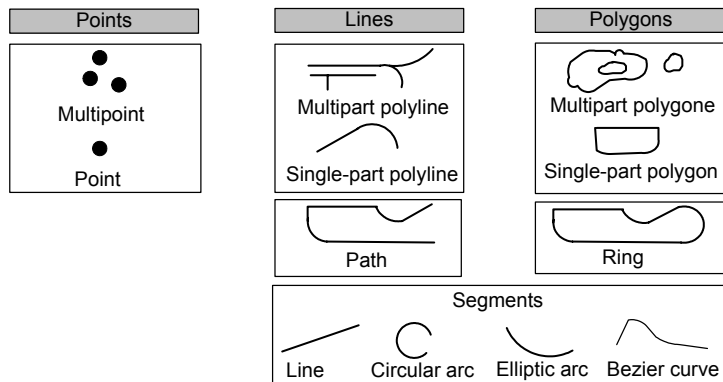 Points
Multipoint
Point
Lines
Multipart polyline
Single-part polyline
Path
Polygons
Multipart polygone
Single-part polygon
Ring
Segments
Line Circular arc Elliptic arc Bezier curve